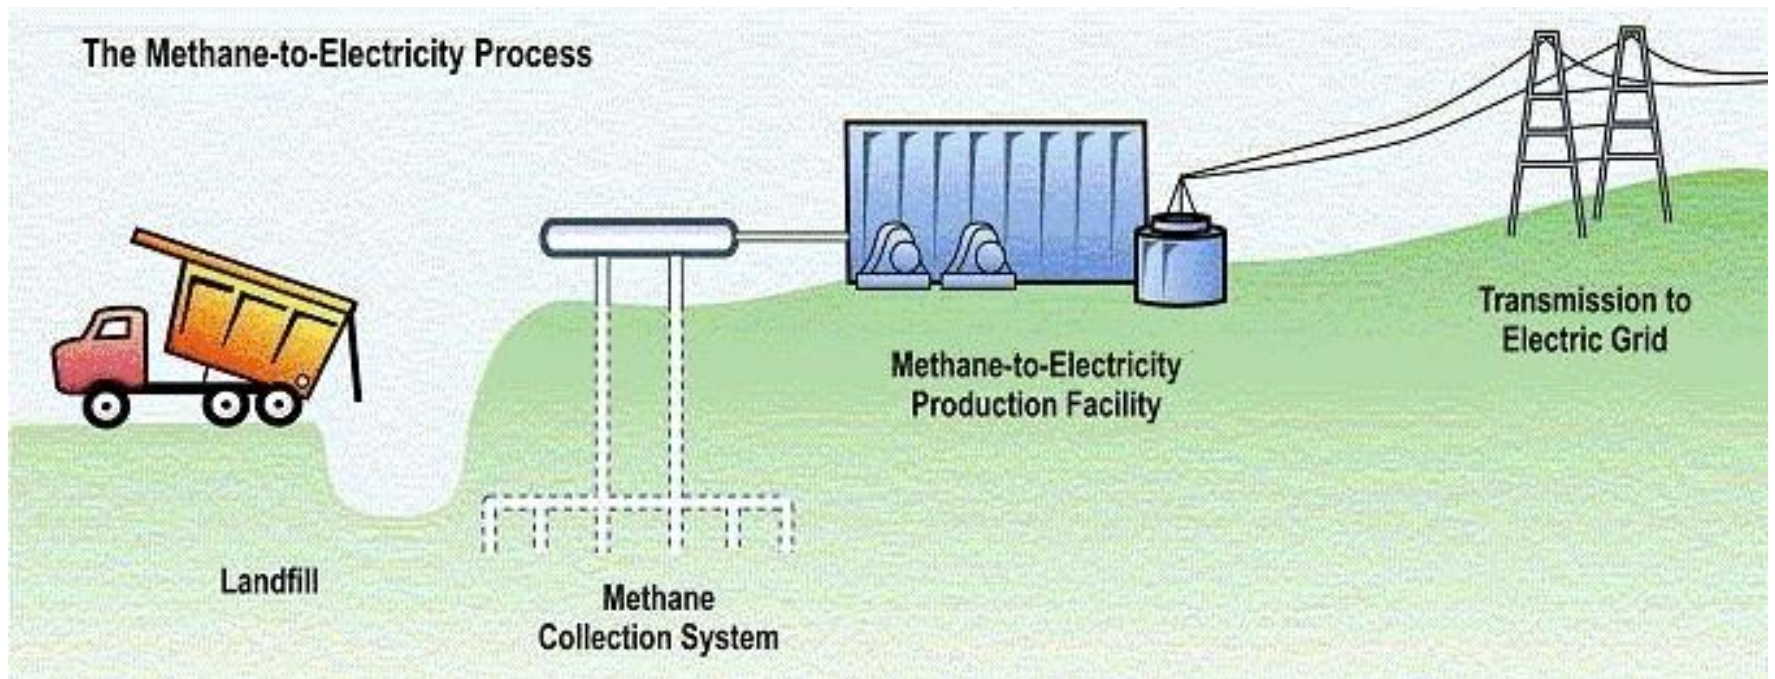 The Methane-to-Electricity Process
Transmission to
Electric Grid
Methane-to-Electricity
Production Facility
Landfill
Methane
Collection System